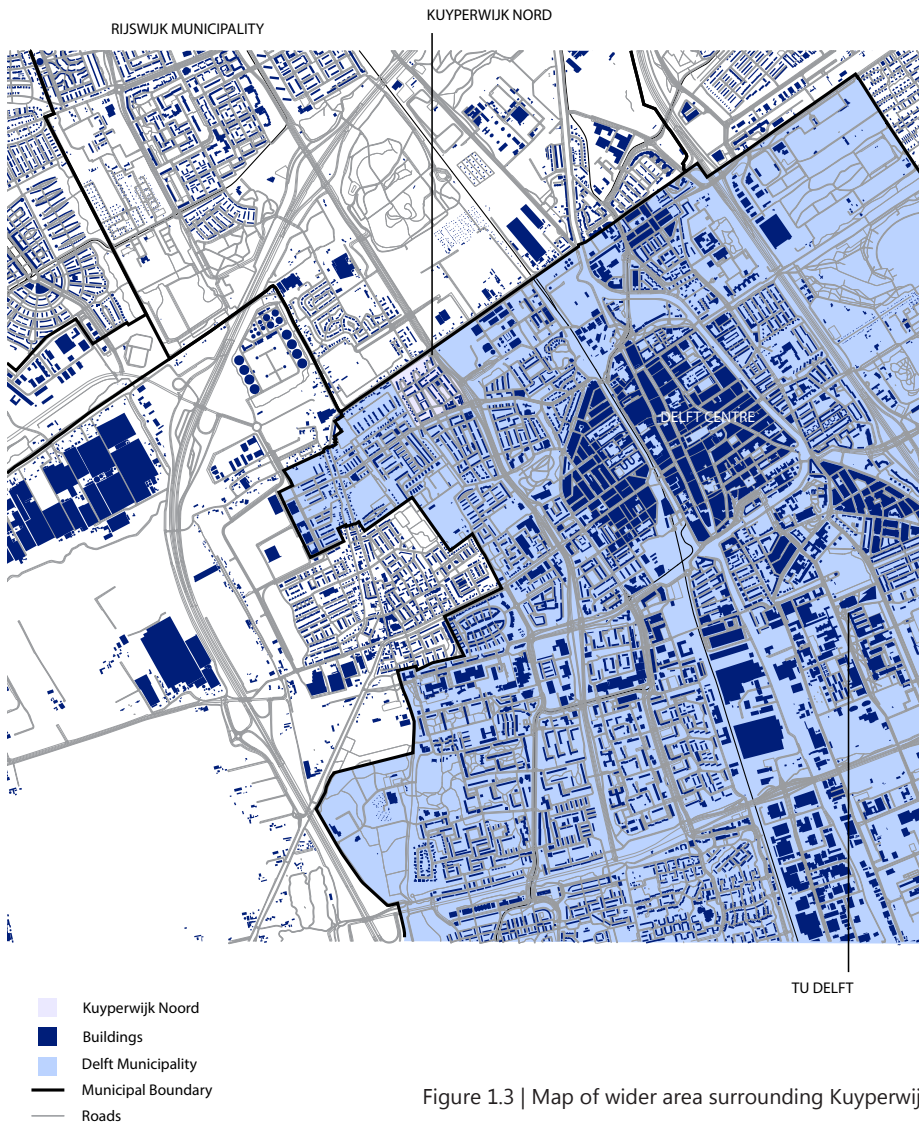 KUYPERWIJK NORD
RIJSWIJK MUNICIPALITY
DELFT CENTRE
TU DELFT
Kuyperwijk Noord
Buildings
Delft Municipality
Municipal Boundary
Roads
Figure 1.3 | Map of wider area surrounding Kuyperwij